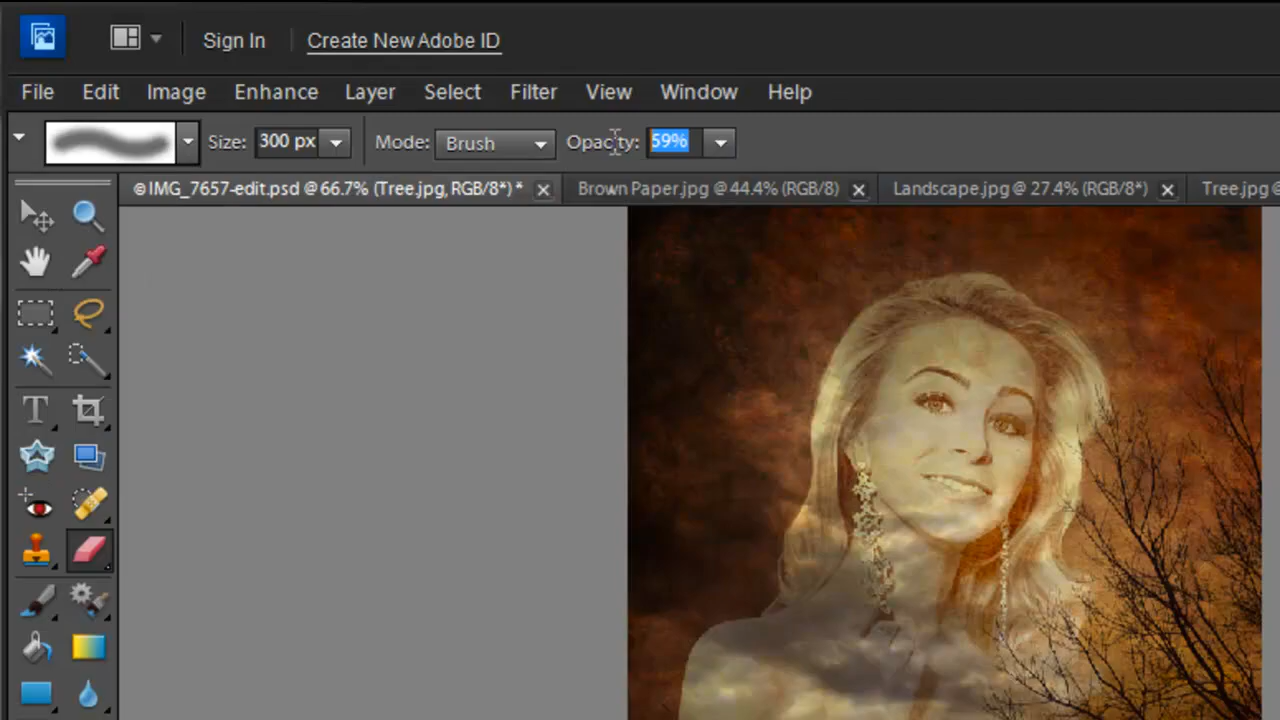 Sign In Create New Adobe ID
File Edit Image Enhance Layer Select Filter View Window Help
Size: 300 px Mode: Brush Opacity: 59%
©IMG_7657-edit.psd @ 66.7% (Tree.jpg, RGB/8*) * Brown Paper.jpg @ 44.4% (RGB/8) Landscape.jpg @ 27.4% (RGB/8*) Tree.jpg @
T